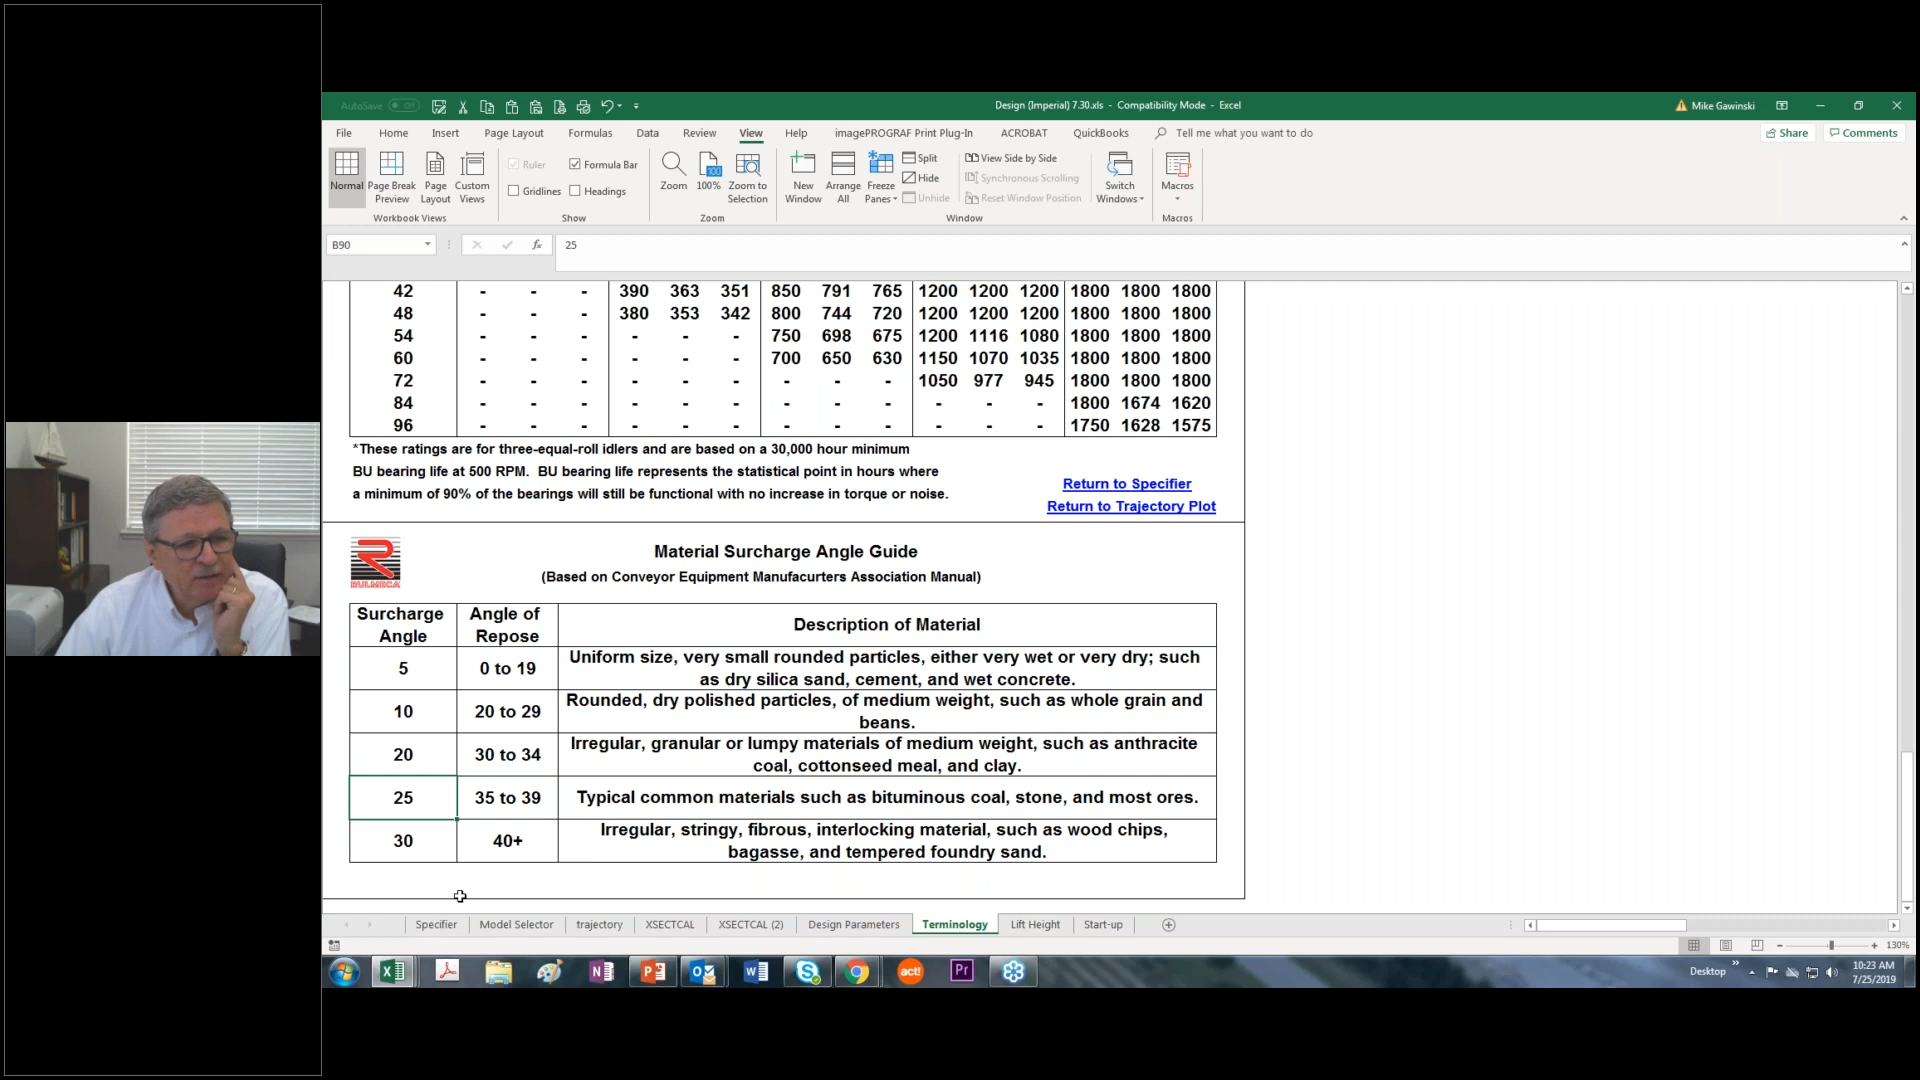 AutoSave Off
Design (Imperial) 7.30.xls - Compatibility Mode - Excel
Mike Gawinski
File Home Insert Page Layout Formulas Data Review View Help imagePROGRAF Print Plug-In ACROBAT QuickBooks Tell me what you want to do
Share Comments
Normal
Page Break Preview
Page Layout
Custom Views
Workbook Views
Ruler
Formula Bar
Gridlines
Headings
Show
Zoom
100
100%
Zoom to Selection
Zoom
New Window
Arrange All
Freeze Panes
Split
Hide
Unhide
View Side by Side
Synchronous Scrolling
Reset Window Position
Window
Switch Windows
Macros
Macros
B90
fx
25
42 - - - 390 363 351 850 791 765 1200 1200 1200 1800 1800 1800
48 - - - 380 353 342 800 744 720 1200 1200 1200 1800 1800 1800
54 - - - - - - 750 698 675 1200 1116 1080 1800 1800 1800
60 - - - - - - 700 650 630 1150 1070 1035 1800 1800 1800
72 - - - - - - - - - 1050 977 945 1800 1800 1800
84 - - - - - - - - - - - - 1800 1674 1620
96 - - - - - - - - - - - - 1750 1628 1575
*These ratings are for three-equal-roll idlers and are based on a 30,000 hour minimum
BU bearing life at 500 RPM. BU bearing life represents the statistical point in hours where
a minimum of 90% of the bearings will still be functional with no increase in torque or noise.
Return to Specifier
Return to Trajectory Plot
RULMECA
Material Surcharge Angle Guide
(Based on Conveyor Equipment Manufacurters Association Manual)
Surcharge Angle
Angle of Repose
Description of Material
5
0 to 19
Uniform size, very small rounded particles, either very wet or very dry; such
as dry silica sand, cement, and wet concrete.
10
20 to 29
Rounded, dry polished particles, of medium weight, such as whole grain and
beans.
20
30 to 34
Irregular, granular or lumpy materials of medium weight, such as anthracite
coal, cottonseed meal, and clay.
25
35 to 39
Typical common materials such as bituminous coal, stone, and most ores.
30
40+
Irregular, stringy, fibrous, interlocking material, such as wood chips,
bagasse, and tempered foundry sand.
Specifier Model Selector trajectory XSECTCAL XSECTCAL (2) Design Parameters Terminology Lift Height Start-up
130%
act!
Pr
Desktop
10:23 AM
7/25/2019